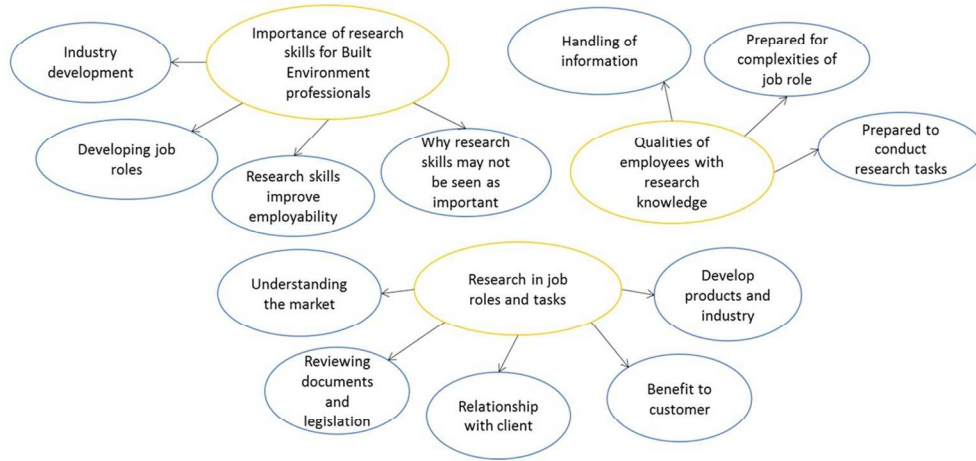 Importance of research
skills for Built
Environment
professionals
Industry
development
Developing job
roles
Research skills
improve
employability
Why research
skills may not
be seen as
important
Handling of
information
Prepared for
complexities of
job role
Qualities of
employees with
research
knowledge
Prepared to
conduct
research tasks
Research in job
roles and tasks
Understanding
the market
Reviewing
documents
and
legislation
Relationship
with client
Benefit to
customer
Develop
products and
industry